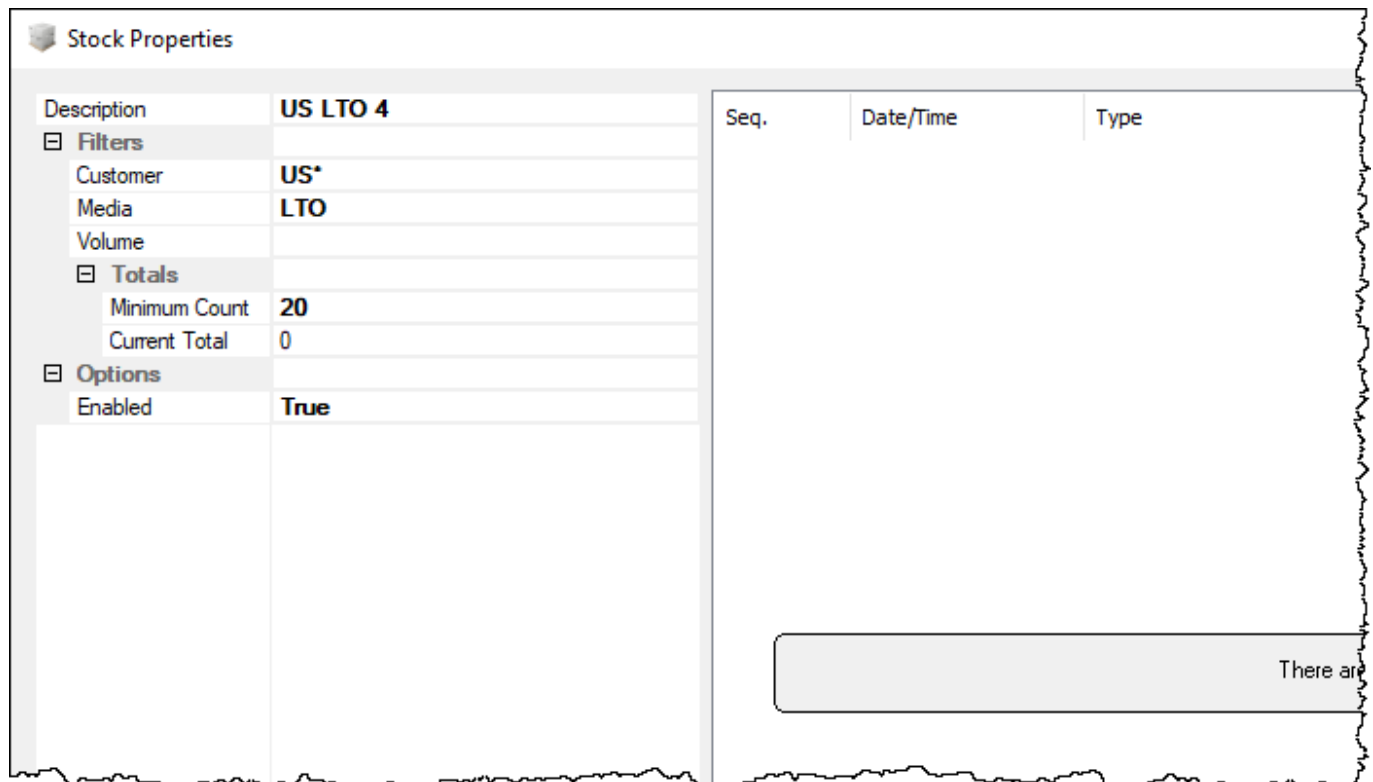 Stock Properties
Description US LTO 4
Filters
Customer US*
Media LTO
Volume
Totals
Minimum Count 20
Current Total 0
Options
Enabled True
Seq. Date/Time Type
There are